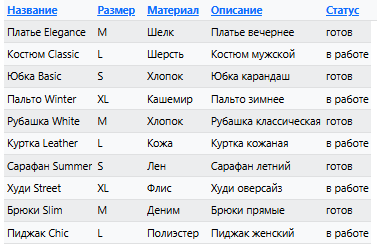 Название Размер Материал Описание Статус
Платье Elegance M Шелк Платье вечернее готов
Костюм Classic L Шерсть Костюм мужской в работе
Юбка Basic S Хлопок Юбка карандаш готов
Пальто Winter XL Кашемир Пальто зимнее в работе
Рубашка White M Хлопок Рубашка классическая готов
Куртка Leather L Кожа Куртка кожаная в работе
Сарафан Summer S Лен Сарафан летний готов
Худи Street XL Флис Худи оверсайз в работе
Брюки Slim M Деним Брюки прямые готов
Пиджак Chic L Полиэстер Пиджак женский в работе